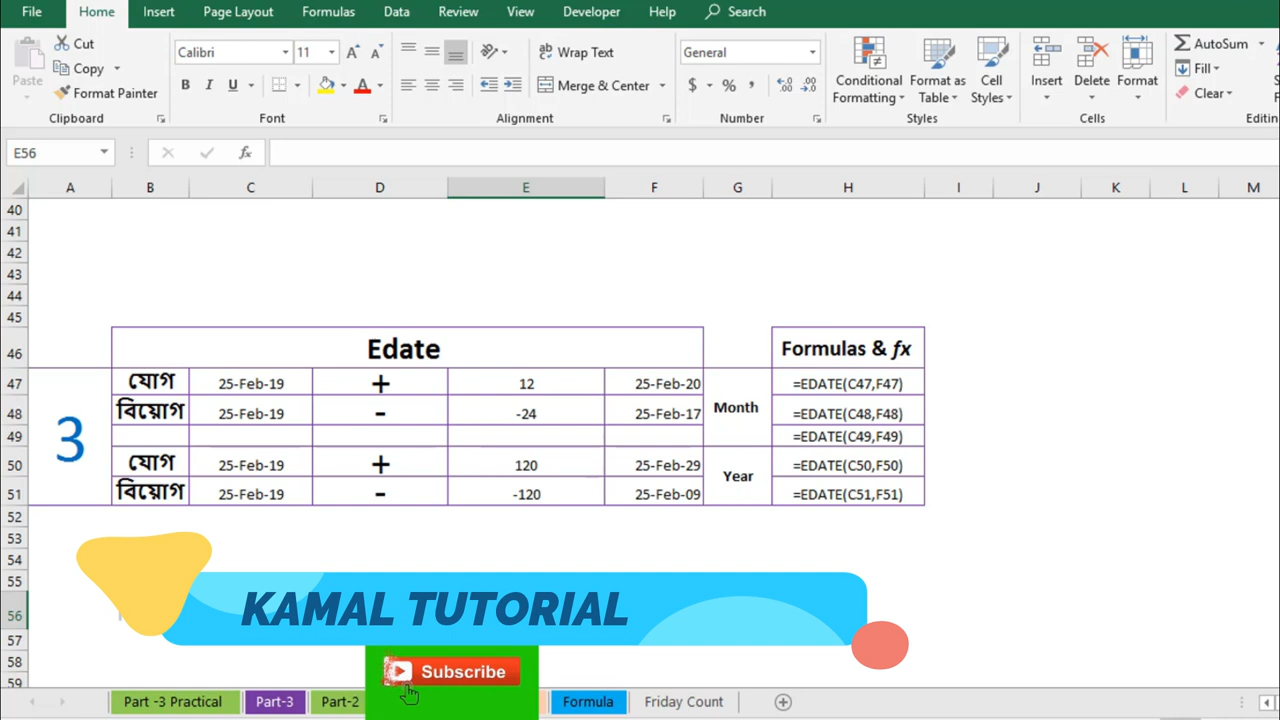 File Home Insert Page Layout Formulas Data Review View Developer Help Search
Cut
Copy
Format Painter
Paste
Clipboard
Calibri 11
B I U
Font
Wrap Text
Merge & Center
Alignment
General
$ % ,
Number
Conditional Formatting
Format as Table
Cell Styles
Styles
Insert Delete Format
Cells
AutoSum
Fill
Clear
Editin
E56 fx
A B C D E F G H I J K L M
40
41
42
43
44
45
46 Edate Formulas & fx
47 যোগ 25-Feb-19 + 12 25-Feb-20 =EDATE(C47,F47)
Month
48 বিয়োগ 25-Feb-19 - -24 25-Feb-17 =EDATE(C48,F48)
3
49 =EDATE(C49,F49)
50 যোগ 25-Feb-19 + 120 25-Feb-29 =EDATE(C50,F50)
Year
51 বিয়োগ 25-Feb-19 - -120 25-Feb-09 =EDATE(C51,F51)
52
53
54
55
56
57
58
59
KAMAL TUTORIAL
Subscribe
Part -3 Practical Part-3 Part-2 Formula Friday Count